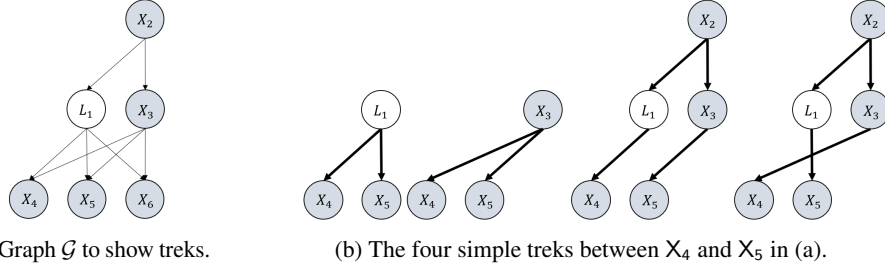 X₂
X₂
X₂
L₁
X₃
L₁
X₃
L₁
X₃
L₁
X₃
X₄
X₅
X₆
X₄
X₅
X₄
X₅
X₄
X₅
X₄
X₅
Graph 𝒢 to show treks.
(b) The four simple treks between X₄ and X₅ in (a).